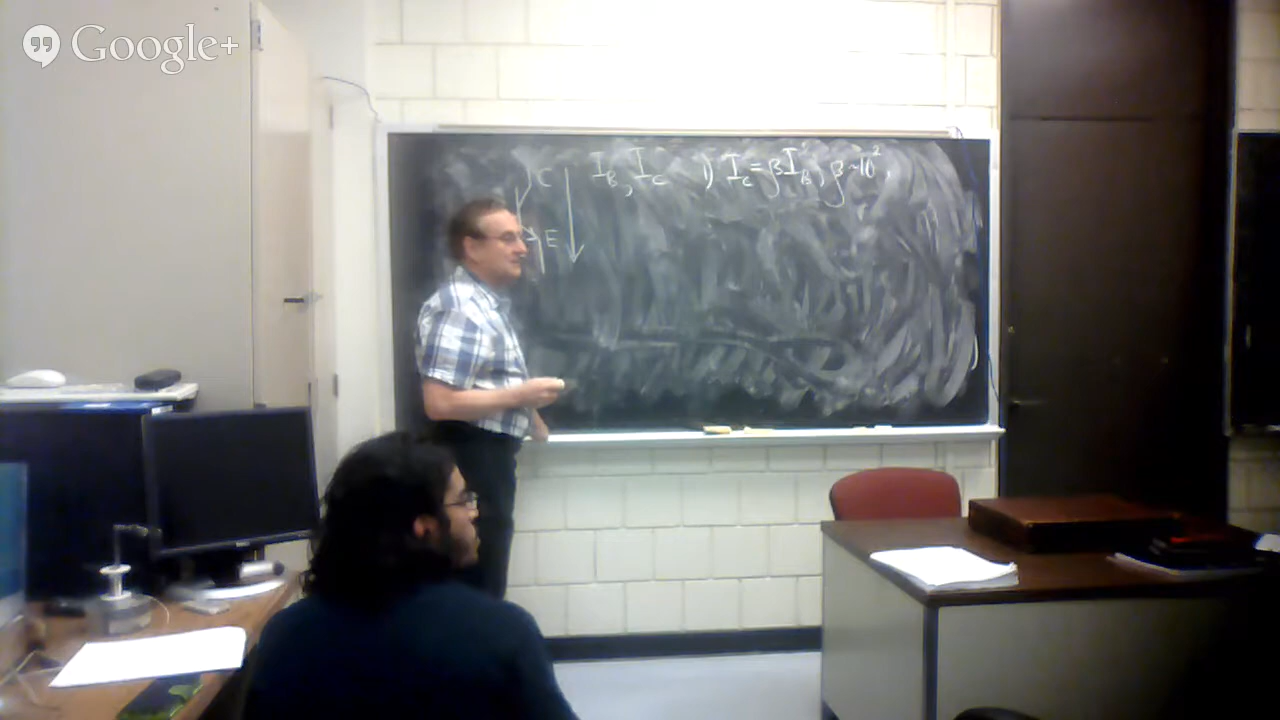 Google+
C I_B, I_C 1) I_C = βI_B, β ~ 10²,
E